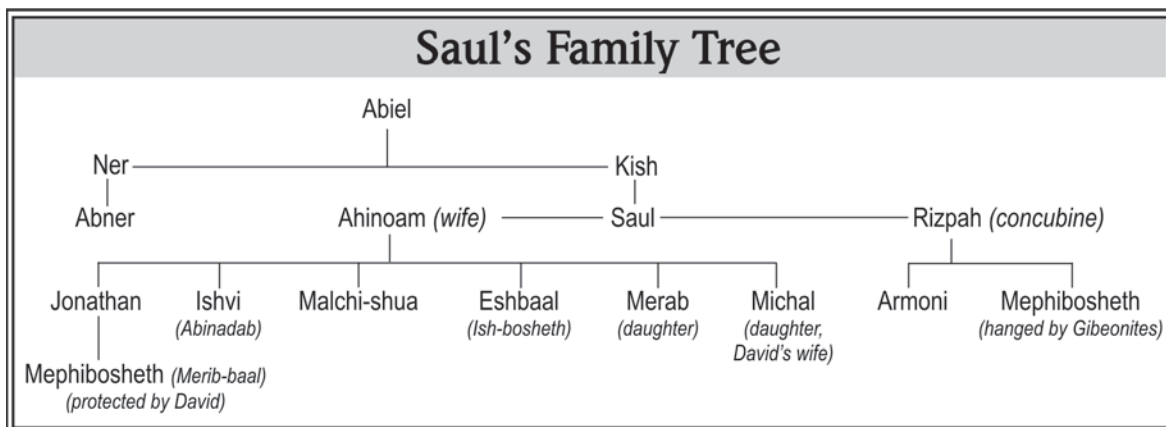 Saul's Family Tree
Abiel
Ner Kish
Abner Ahinoam (wife) Saul Rizpah (concubine)
Jonathan Ishvi Malchi-shua Eshbaal Merab Michal Armoni Mephibosheth
(Abinadab) (Ish-bosheth) (daughter) (daughter, (hanged by Gibeonites)
David's wife)
Mephibosheth (Merib-baal)
(protected by David)